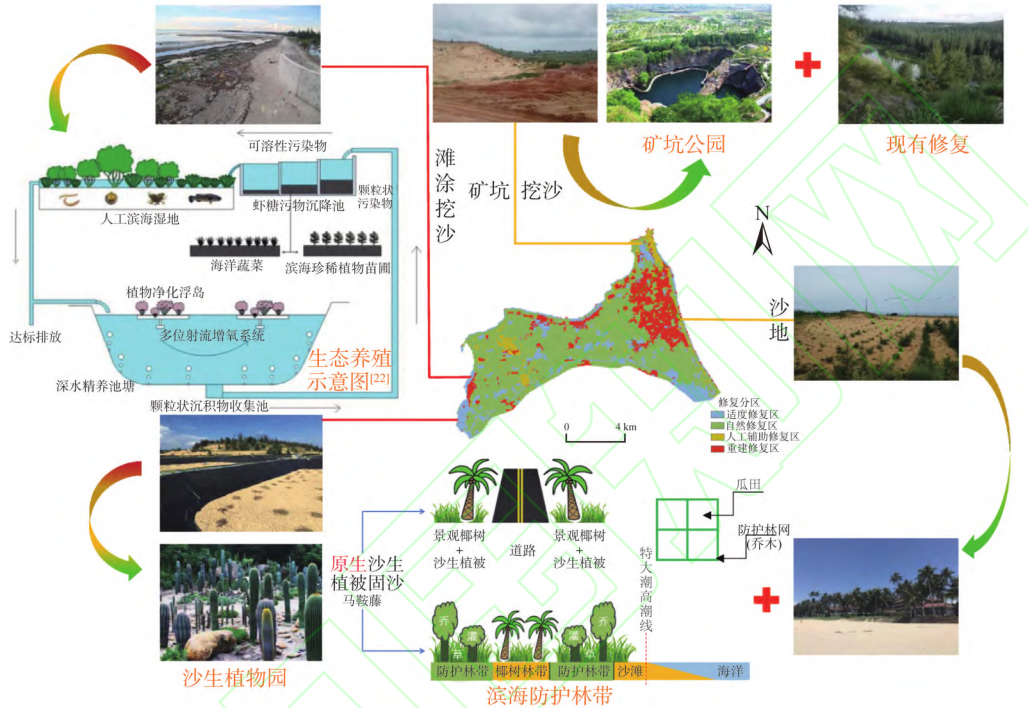 可溶性污染物
虾糖污物沉降池
颗粒状
污染物
人工滨海湿地
海洋蔬菜
滨海珍稀植物苗圃
植物净化浮岛
多位射流增氧系统
达标排放
深水精养池塘
颗粒状沉积物收集池
生态养殖
示意图[22]
滩涂挖沙
矿坑
挖沙
矿坑公园
现有修复
N
沙地
修复分区
适度修复区
自然修复区
人工辅助修复区
重建修复区
0
4 km
沙生植物园
原生沙生
植被固沙
马鞍藤
景观椰树
+
沙生植被
道路
景观椰树
+
沙生植被
瓜田
防护林网
(乔木)
特大潮高潮线
乔
灌
草
灌
乔
草
防护林带
椰树林带
防护林带
沙滩
海洋
滨海防护林带